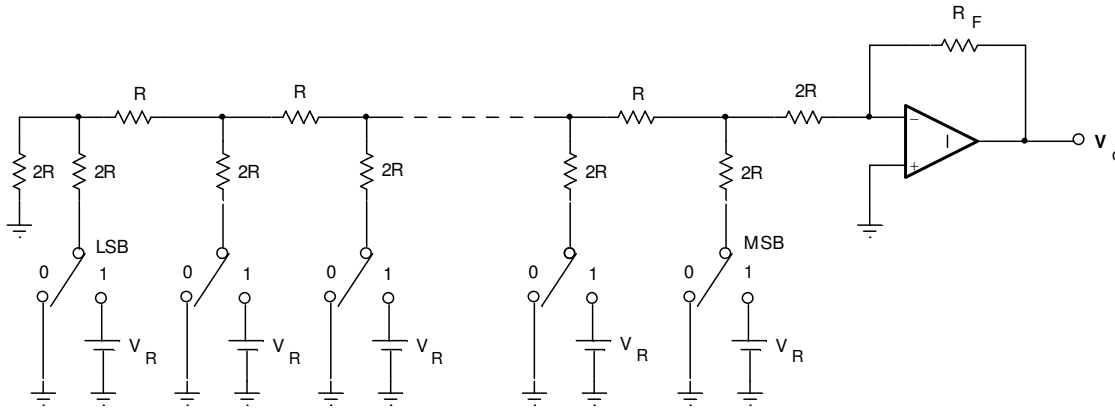 R F
R R R 2R
− I + V o
2R 2R 2R 2R 2R 2R
LSB MSB
0 1 0 1 0 1 0 1 0 1
V R V R V R V R V R